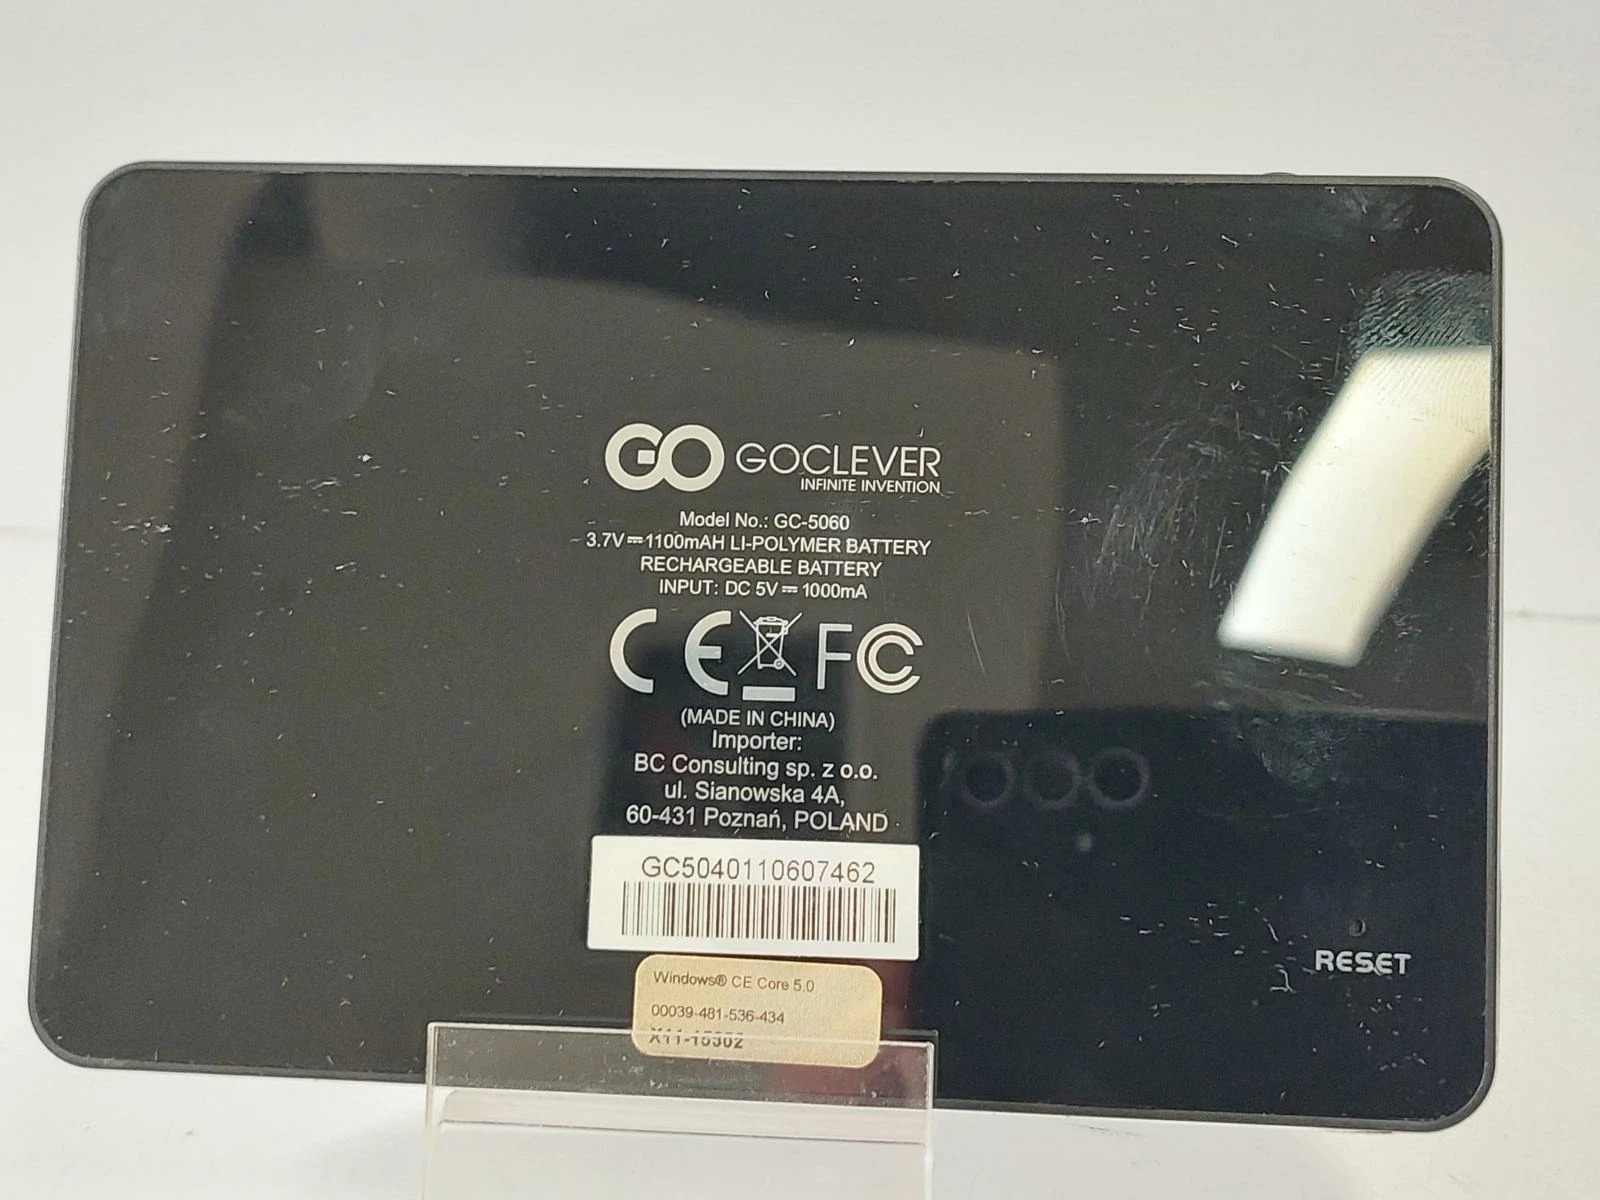 GO GOCLEVER
INFINITE INVENTION
Model No.: GC-5060
3.7V⎓1100mAH LI-POLYMER BATTERY
RECHARGEABLE BATTERY
INPUT: DC 5V⎓1000mA
CE FC
(MADE IN CHINA)
Importer:
BC Consulting sp. z o.o.
ul. Sianowska 4A,
60-431 Poznań, POLAND
GC5040110607462
Windows® CE Core 5.0
00039-481-536-434
X11-15302
RESET